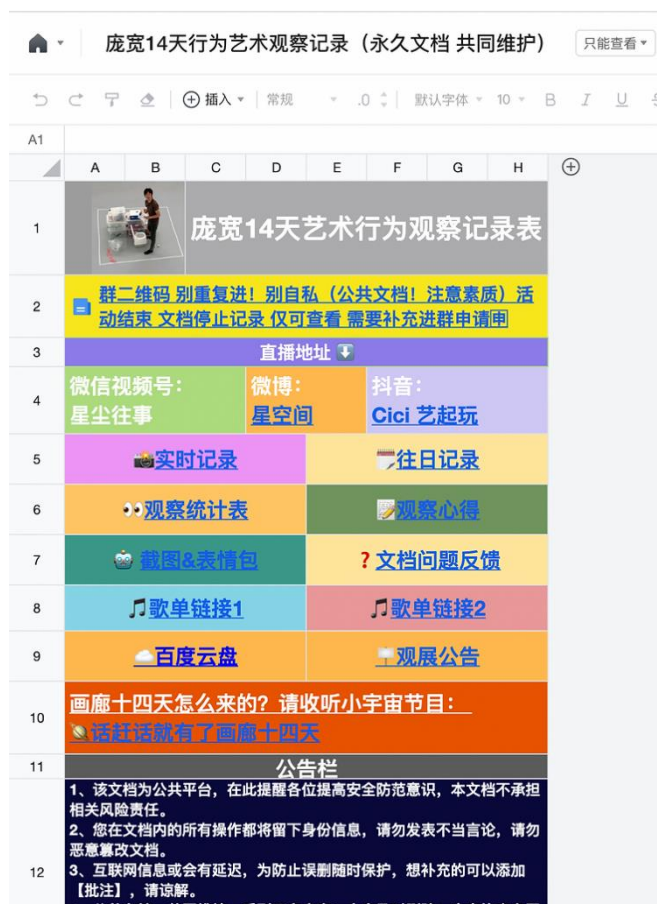 庞宽14天行为艺术观察记录（永久文档 共同维护）
只能查看
插入 常规 .0 默认字体 10 B I U S
A1
A B C D E F G H
1 庞宽14天艺术行为观察记录表
2 群二维码 别重复进！别自私（公共文档！注意素质）活
动结束 文档停止记录 仅可查看 需要补充进群申请申
3 直播地址
微信视频号： 微博： 抖音：
4
星尘往事 星空间 Cici 艺起玩
5 实时记录 往日记录
6 观察统计表 观察心得
7 截图&表情包 ? 文档问题反馈
8 歌单链接1 歌单链接2
9 百度云盘 观展公告
画廊十四天怎么来的？请收听小宇宙节目：
10
话赶话就有了画廊十四天
11 公告栏
1、该文档为公共平台，在此提醒各位提高安全防范意识，本文档不承担
相关风险责任。
2、您在文档内的所有操作都将留下身份信息，请勿发表不当言论，请勿
恶意篡改文档。
12
3、互联网信息或会有延迟，为防止误删随时保护，想补充的可以添加
【批注】，请谅解。